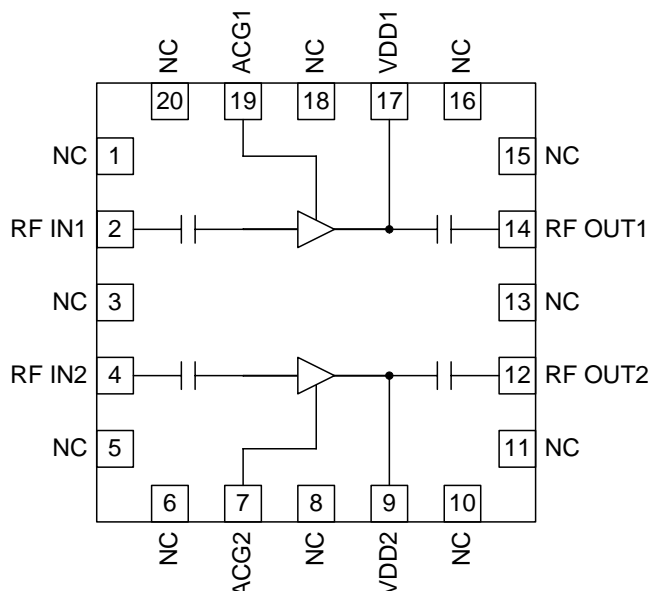 NC
ACG1
NC
VDD1
NC
20
19
18
17
16
NC
1
15
NC
RF IN1
2
14
RF OUT1
NC
3
13
NC
RF IN2
4
12
RF OUT2
NC
5
11
NC
6
7
8
9
10
NC
ACG2
NC
VDD2
NC